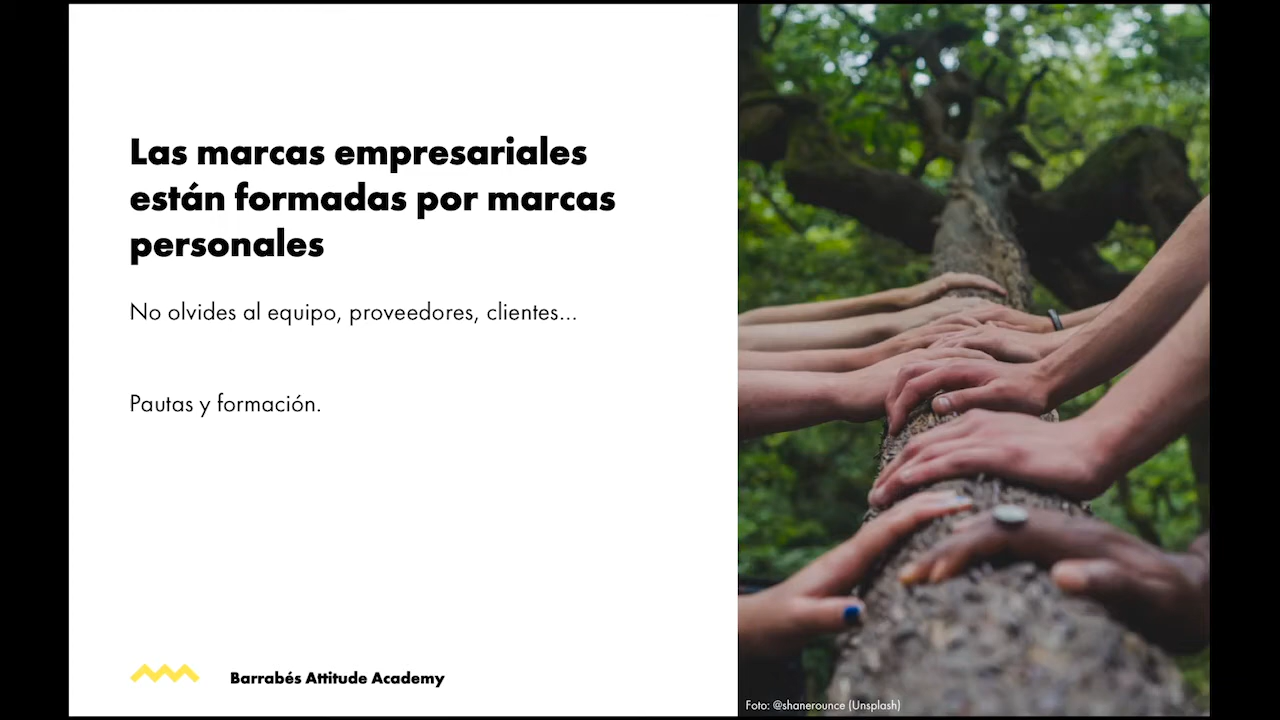 Las marcas empresariales
están formadas por marcas
personales
No olvides al equipo, proveedores, clientes...
Pautas y formación.
Barrabés Attitude Academy
Foto: @shanerounce (Unsplash)